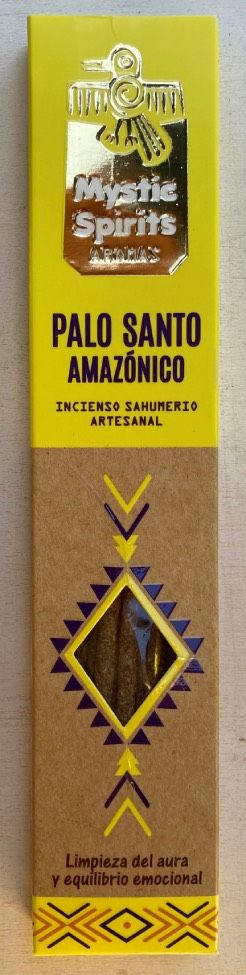 Mystic
Spirits
AROMAS
PALO SANTO
AMAZÓNICO
INCIENSO SAHUMERIO
ARTESANAL
Limpieza del aura
y equilibrio emocional